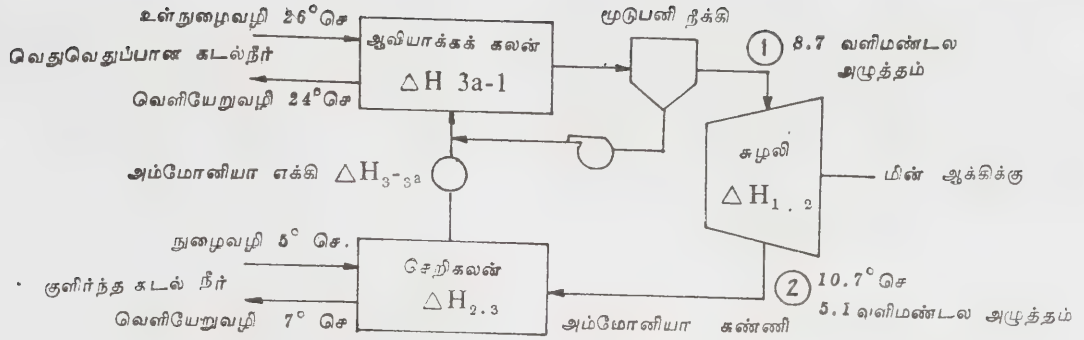 உள்நுழைவழி 26°செ
வெதுவெதுப்பான கடல்நீர்
வெளியேறுவழி 24°செ
ஆவியாக்கக் கலன்
△H 3a-1
மூடுபனி நீக்கி
1 8.7 வளிமண்டல
அழுத்தம்
சுழலி
△H1.2
மின் ஆக்கிக்கு
அம்மோனியா எக்கி △H3-3a
நுழைவழி 5° செ.
குளிர்ந்த கடல் நீர்
வெளியேறுவழி 7° செ
செறிகலன்
△H2.3
2 10.7°செ
5.1 வளிமண்டல அழுத்தம்
அம்மோனியா கண்ணி